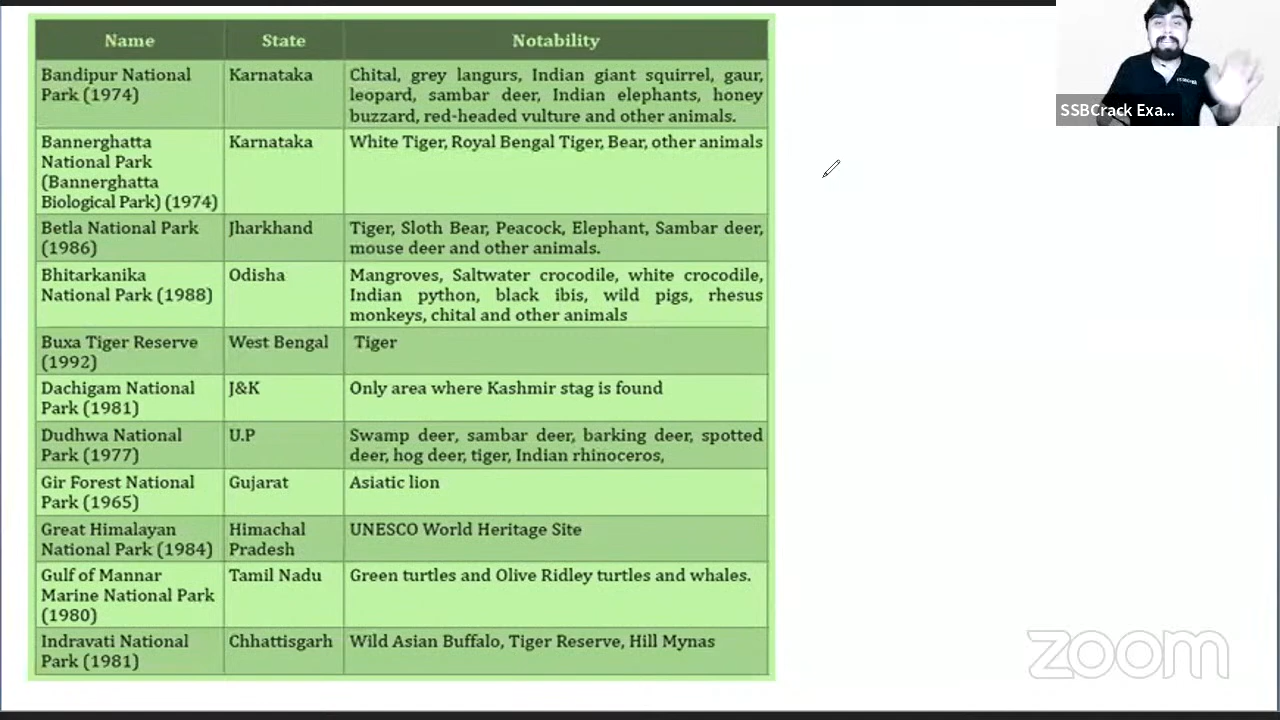 Name State Notability
Bandipur National Karnataka Chital, grey langurs, Indian giant squirrel, gaur,
Park (1974) leopard, sambar deer, Indian elephants, honey
buzzard, red-headed vulture and other animals.
Bannerghatta Karnataka White Tiger, Royal Bengal Tiger, Bear, other animals
National Park
(Bannerghatta
Biological Park) (1974)
Betla National Park Jharkhand Tiger, Sloth Bear, Peacock, Elephant, Sambar deer,
(1986) mouse deer and other animals.
Bhitarkanika Odisha Mangroves, Saltwater crocodile, white crocodile,
National Park (1988) Indian python, black ibis, wild pigs, rhesus
monkeys, chital and other animals
Buxa Tiger Reserve West Bengal Tiger
(1992)
Dachigam National J&K Only area where Kashmir stag is found
Park (1981)
Dudhwa National U.P Swamp deer, sambar deer, barking deer, spotted
Park (1977) deer, hog deer, tiger, Indian rhinoceros,
Gir Forest National Gujarat Asiatic lion
Park (1965)
Great Himalayan Himachal UNESCO World Heritage Site
National Park (1984) Pradesh
Gulf of Mannar Tamil Nadu Green turtles and Olive Ridley turtles and whales.
Marine National Park
(1980)
Indravati National Chhattisgarh Wild Asian Buffalo, Tiger Reserve, Hill Mynas
Park (1981)
SSBCrack Exa...
zoom